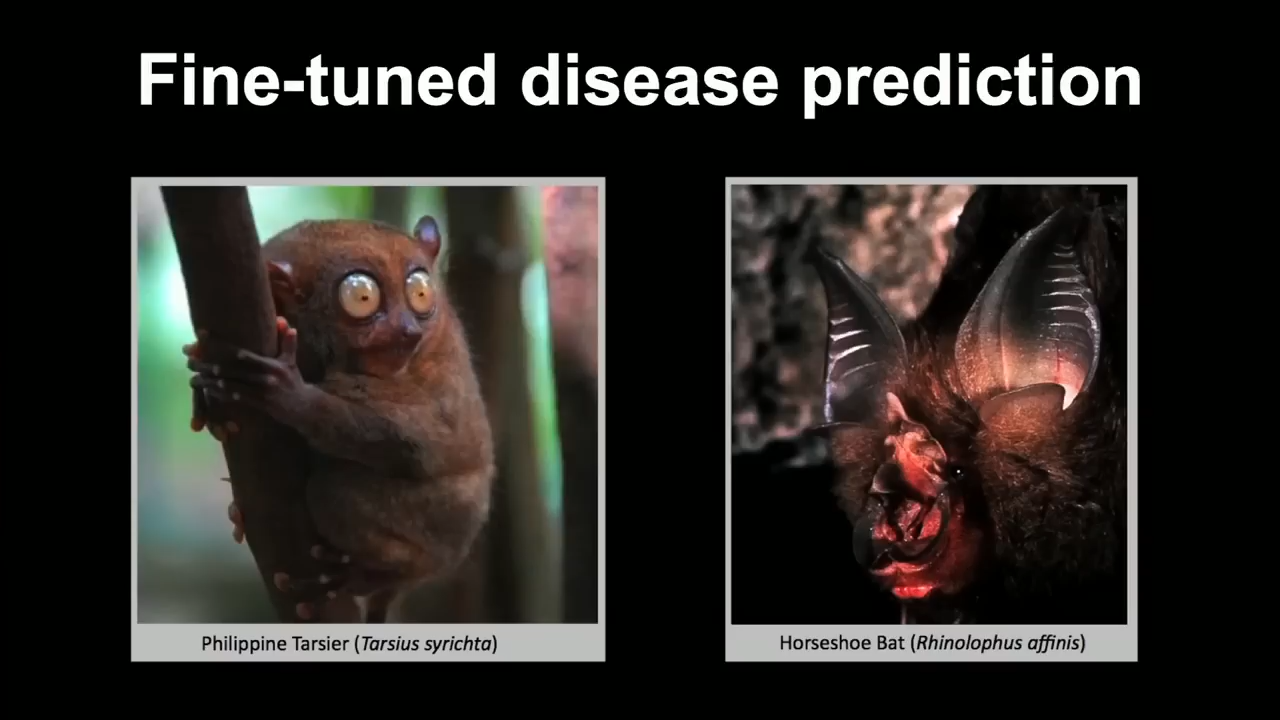 Fine-tuned disease prediction
Philippine Tarsier (Tarsius syrichta)
Horseshoe Bat (Rhinolophus affinis)